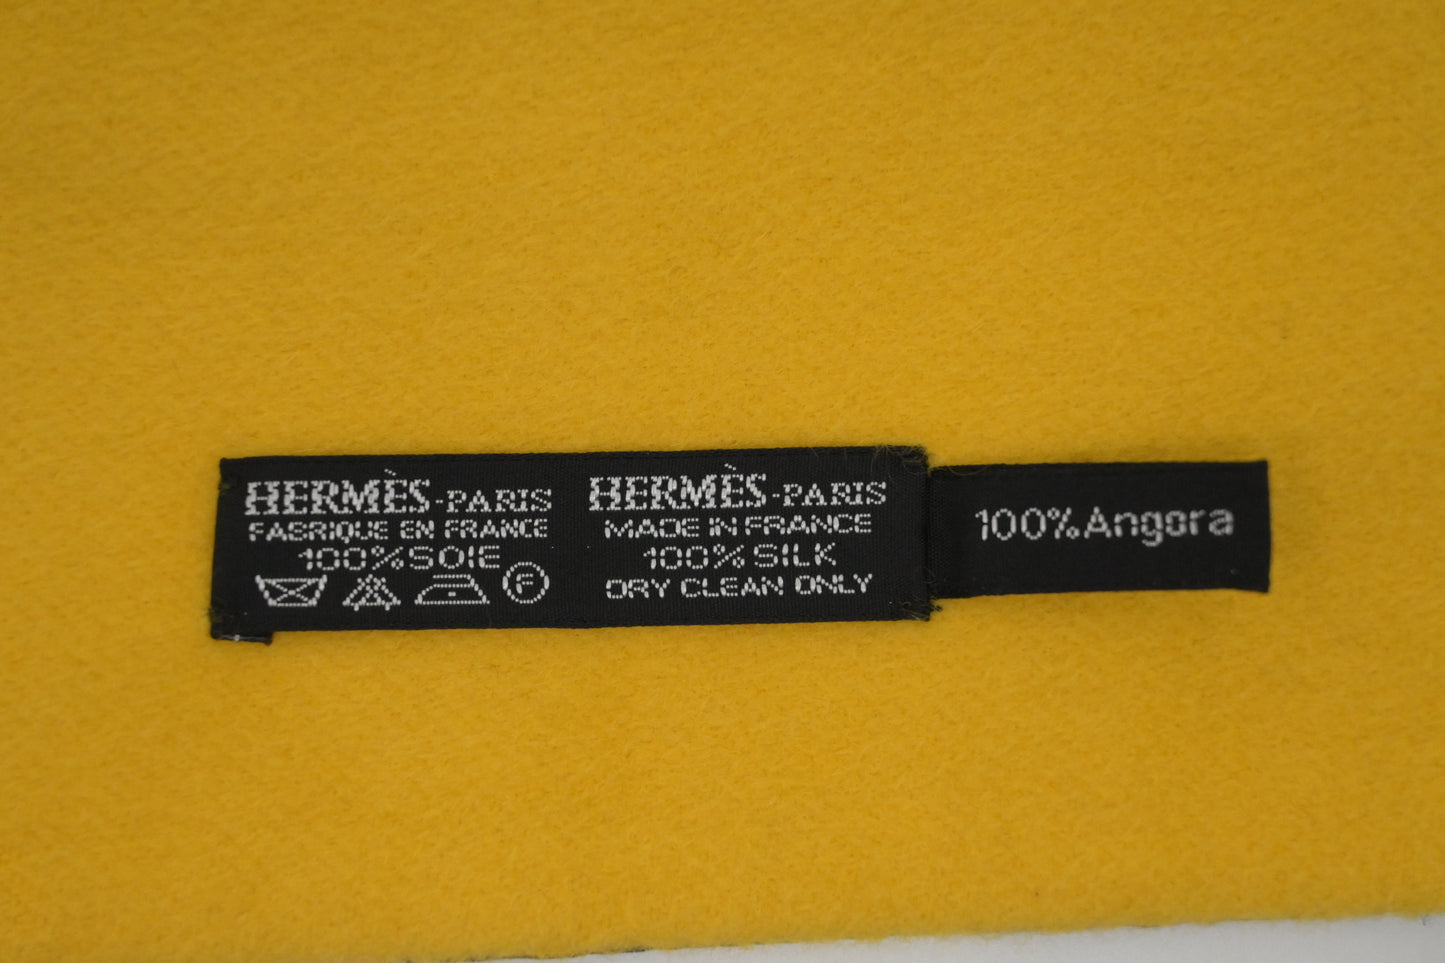 HERMÈS-PARIS
FABRIQUE EN FRANCE
100%SOIE
F
HERMÈS-PARIS
MADE IN FRANCE
100%SILK
DRY CLEAN ONLY
100%Angora